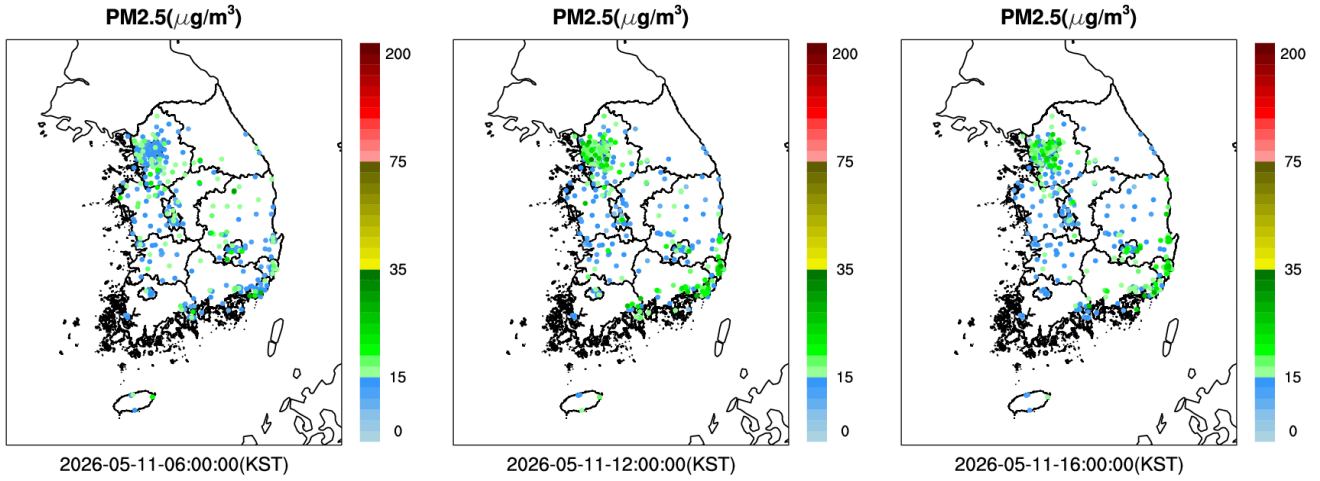 PM2.5(μg/m³) PM2.5(μg/m³) PM2.5(μg/m³)
200 200 200
75 75 75
35 35 35
15 15 15
0 0 0
2026-05-11-06:00:00(KST) 2026-05-11-12:00:00(KST) 2026-05-11-16:00:00(KST)